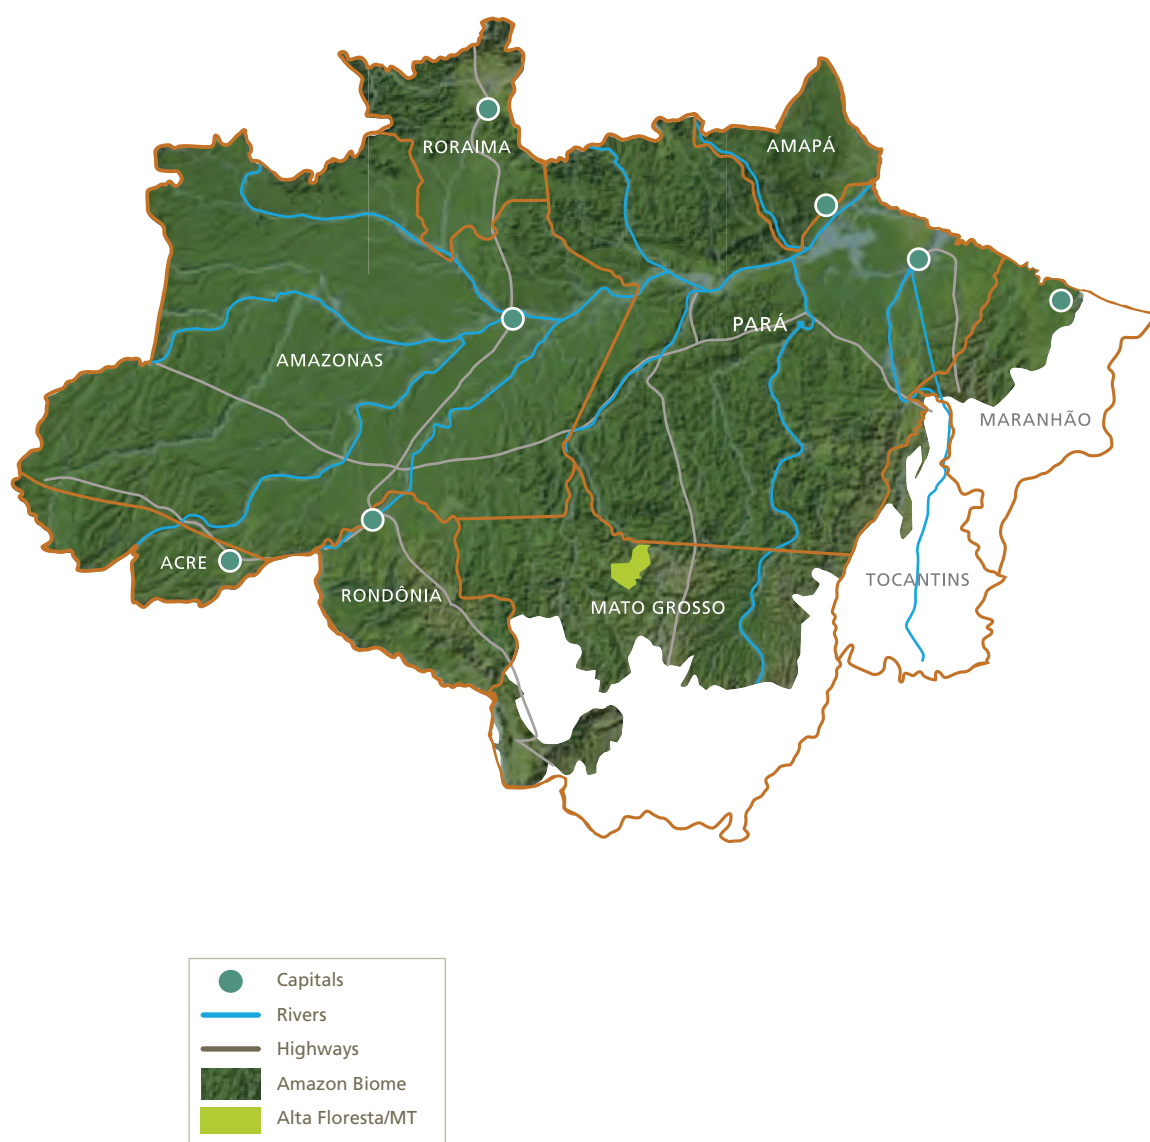 RORAIMA
AMAPÁ
PARÁ
AMAZONAS
MARANHÃO
ACRE
RONDÔNIA
TOCANTINS
MATO GROSSO
Capitals
Rivers
Highways
Amazon Biome
Alta Floresta/MT